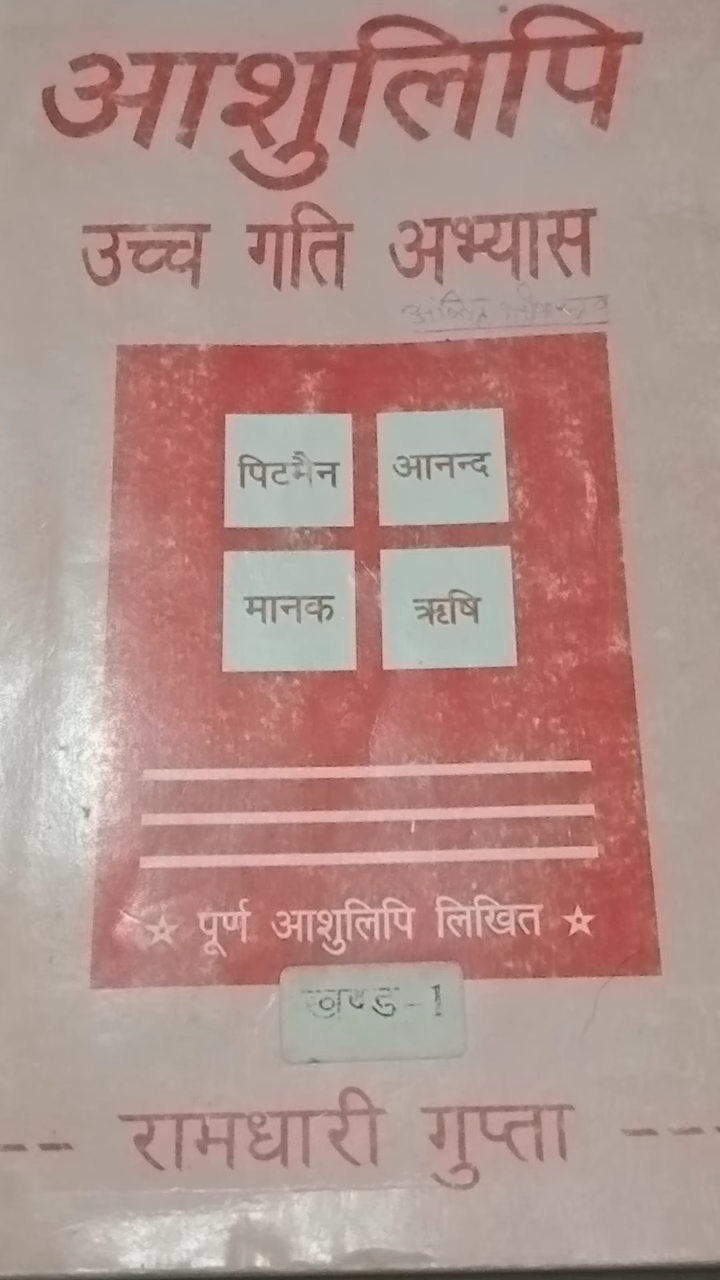 आशुलिपि
उच्च गति अभ्यास
पिटमैन आनन्द
मानक ऋषि
☆ पूर्ण आशुलिपि लिखित ☆
खण्ड-1
-- रामधारी गुप्ता ---